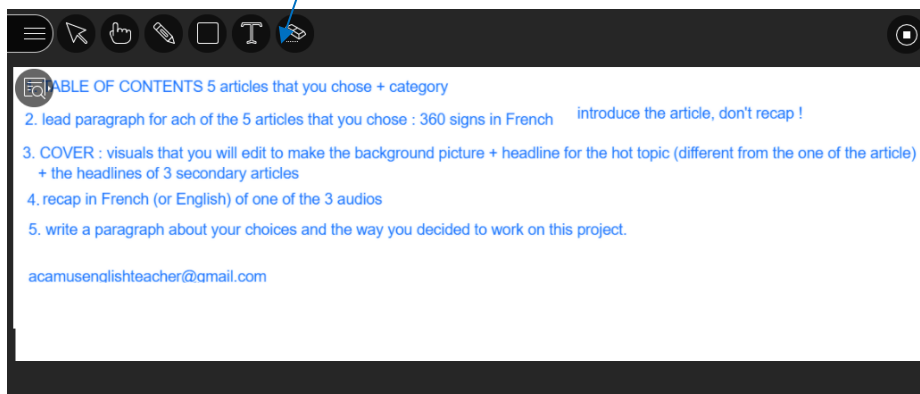 ABLE OF CONTENTS 5 articles that you chose + category
2. lead paragraph for ach of the 5 articles that you chose : 360 signs in French introduce the article, don't recap !
3. COVER : visuals that you will edit to make the background picture + headline for the hot topic (different from the one of the article)
+ the headlines of 3 secondary articles
4. recap in French (or English) of one of the 3 audios
5. write a paragraph about your choices and the way you decided to work on this project.
acamusenglishteacher@gmail.com